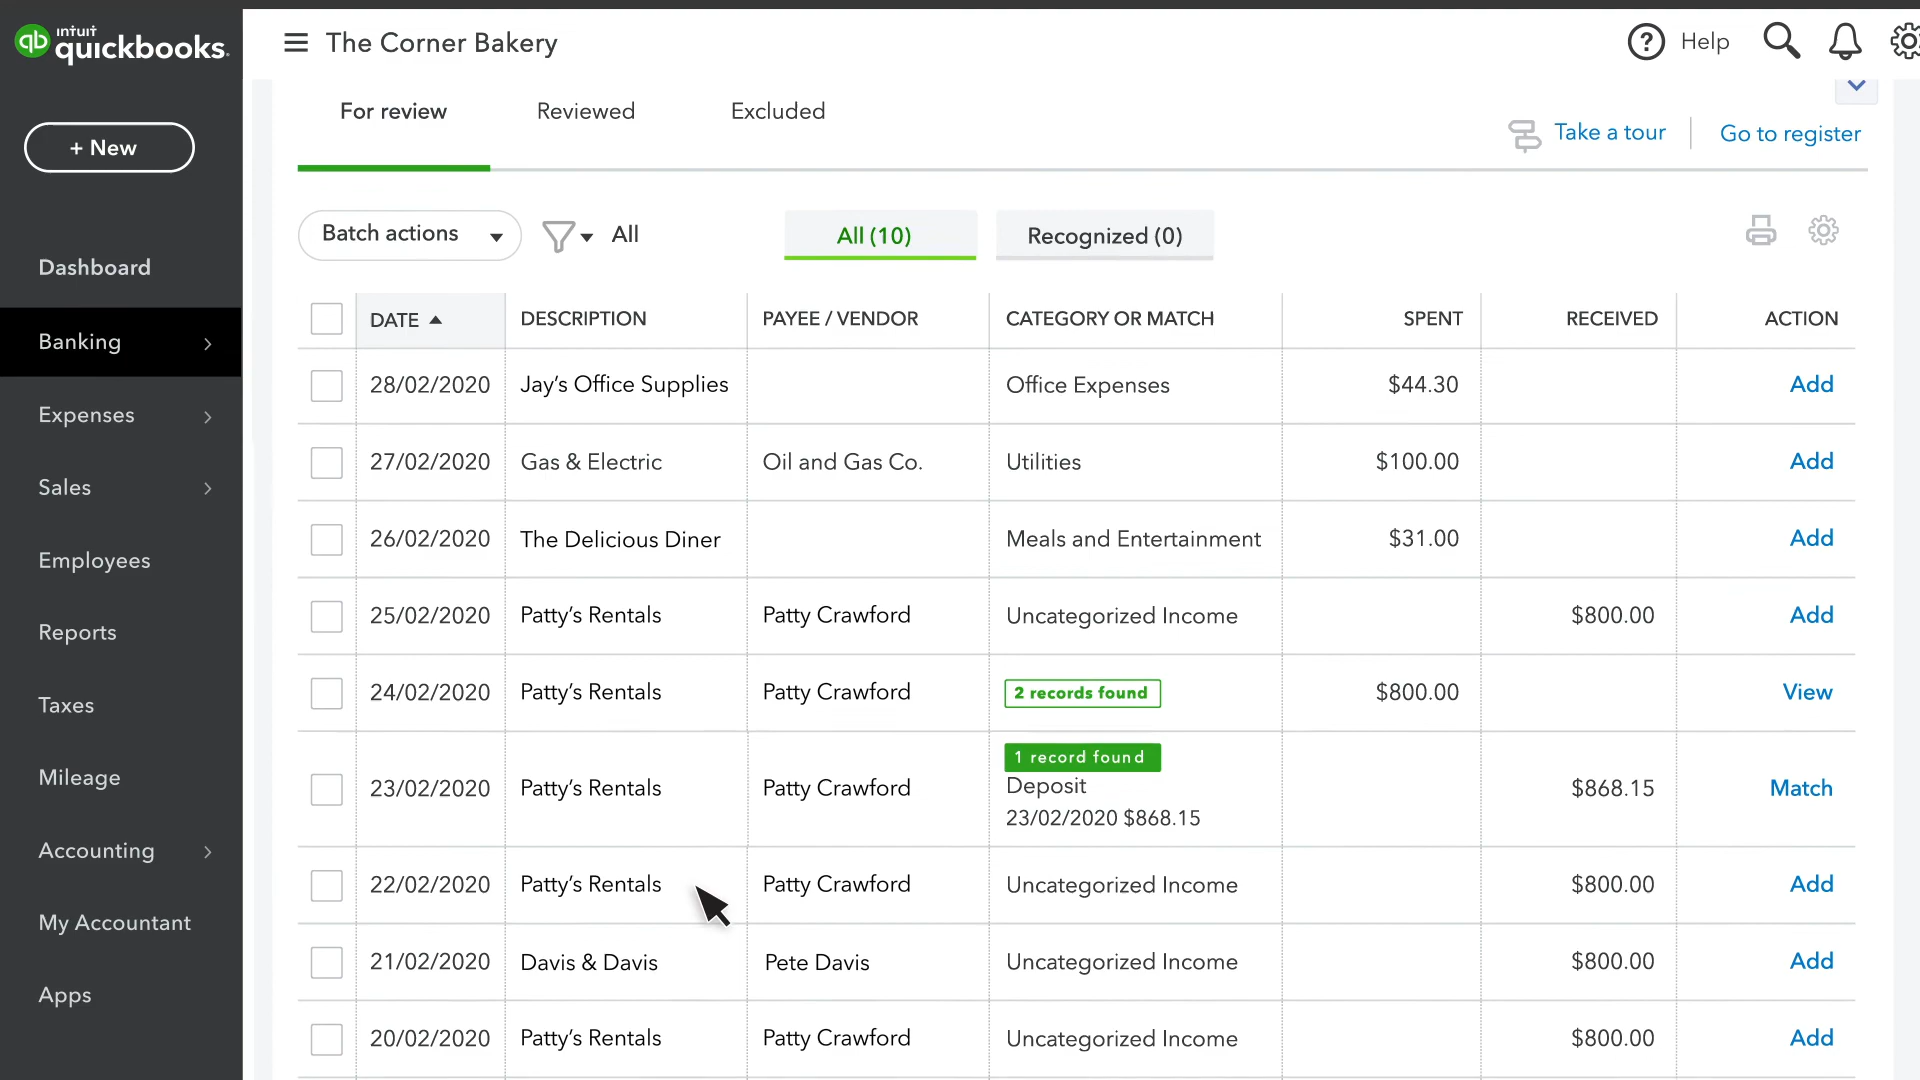 intuit
quickbooks.
The Corner Bakery
Help
+ New
Dashboard
Banking
Expenses
Sales
Employees
Reports
Taxes
Mileage
Accounting
My Accountant
Apps
For review Reviewed Excluded
Take a tour Go to register
Batch actions All All (10) Recognized (0)
DATE DESCRIPTION PAYEE / VENDOR CATEGORY OR MATCH SPENT RECEIVED ACTION
28/02/2020 Jay's Office Supplies Office Expenses $44.30 Add
27/02/2020 Gas & Electric Oil and Gas Co. Utilities $100.00 Add
26/02/2020 The Delicious Diner Meals and Entertainment $31.00 Add
25/02/2020 Patty's Rentals Patty Crawford Uncategorized Income $800.00 Add
24/02/2020 Patty's Rentals Patty Crawford 2 records found $800.00 View
1 record found
23/02/2020 Patty's Rentals Patty Crawford Deposit $868.15 Match
23/02/2020 $868.15
22/02/2020 Patty's Rentals Patty Crawford Uncategorized Income $800.00 Add
21/02/2020 Davis & Davis Pete Davis Uncategorized Income $800.00 Add
20/02/2020 Patty's Rentals Patty Crawford Uncategorized Income $800.00 Add